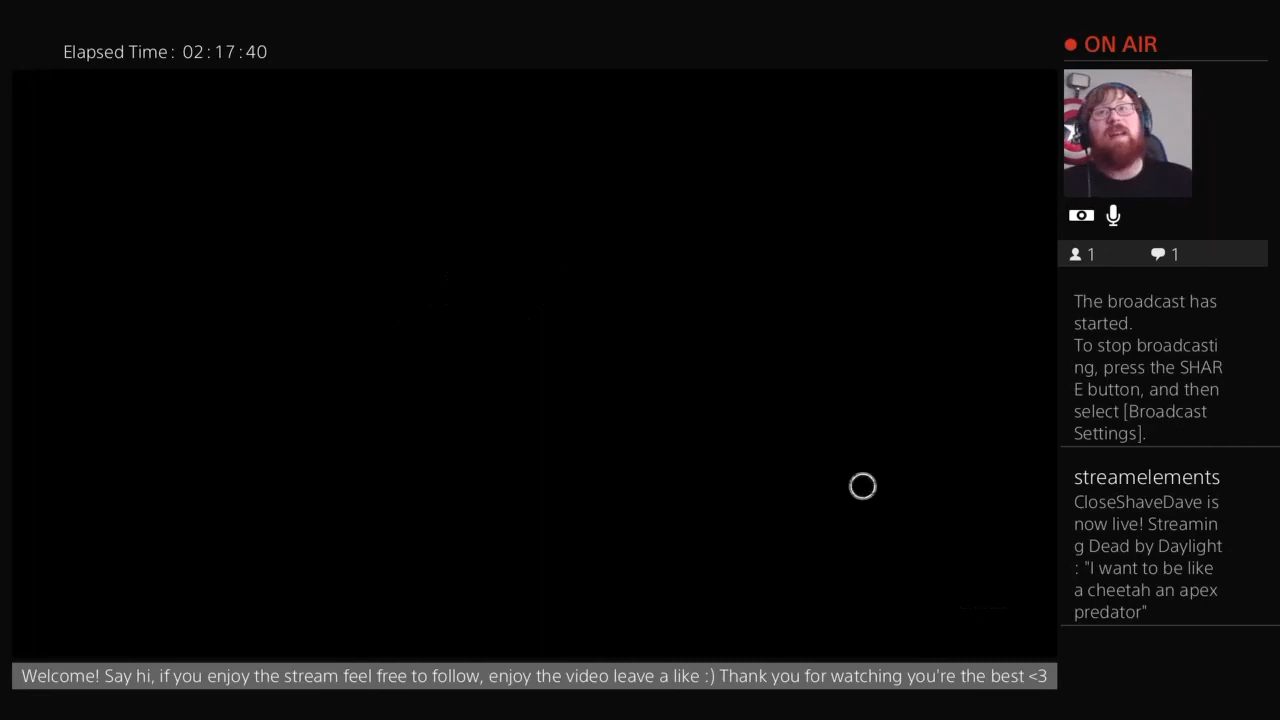 Elapsed Time: 02:17:40
ON AIR
1 1
The broadcast has
started.
To stop broadcasti
ng, press the SHAR
E button, and then
select [Broadcast
Settings].
streamelements
CloseShaveDave is
now live! Streamin
g Dead by Daylight
: "I want to be like
a cheetah an apex
predator"
Welcome! Say hi, if you enjoy the stream feel free to follow, enjoy the video leave a like :) Thank you for watching you're the best <3